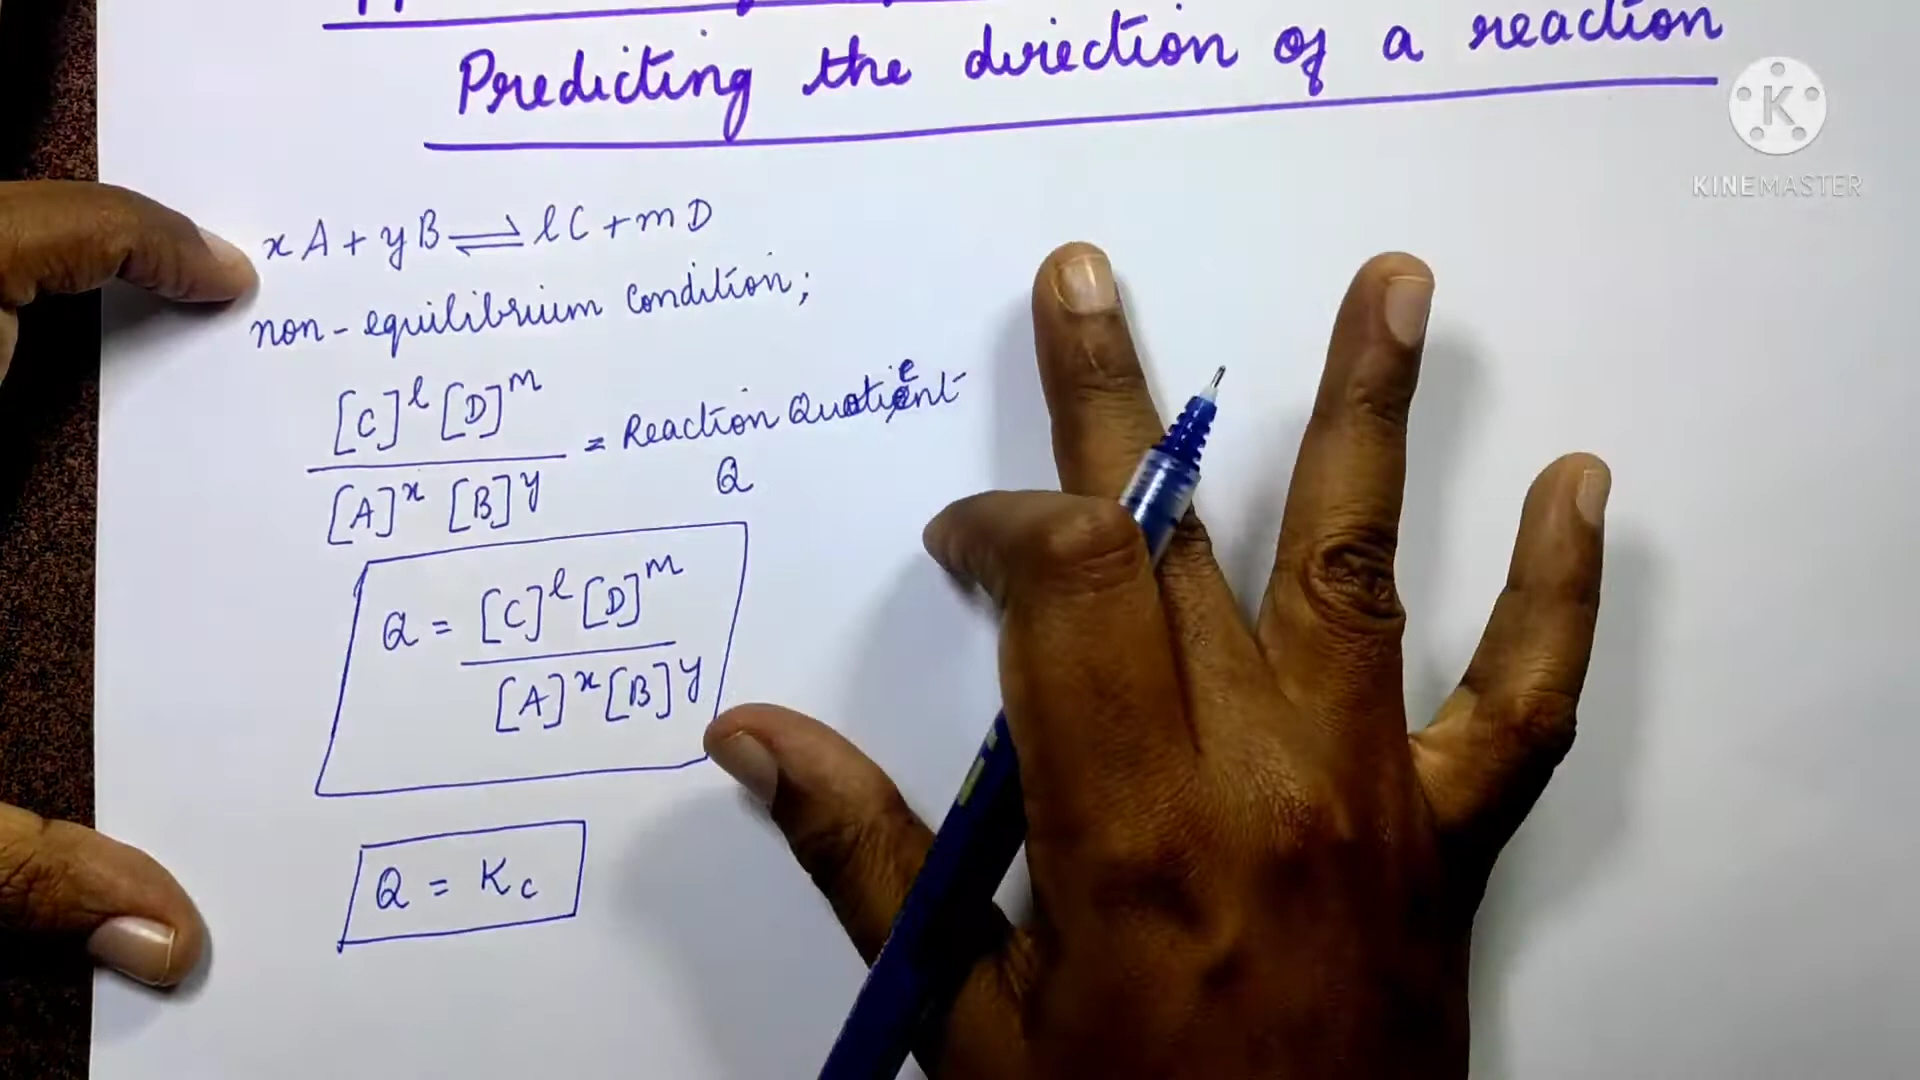 Predicting the direction of a reaction
K
KINEMASTER
xA + yB ⇌ lC + mD
non-equilibrium condition;
[C]^l [D]^m
= Reaction Quotient
[A]^x [B]^y
Q
Q = [C]^l [D]^m
[A]^x [B]^y
Q = Kc